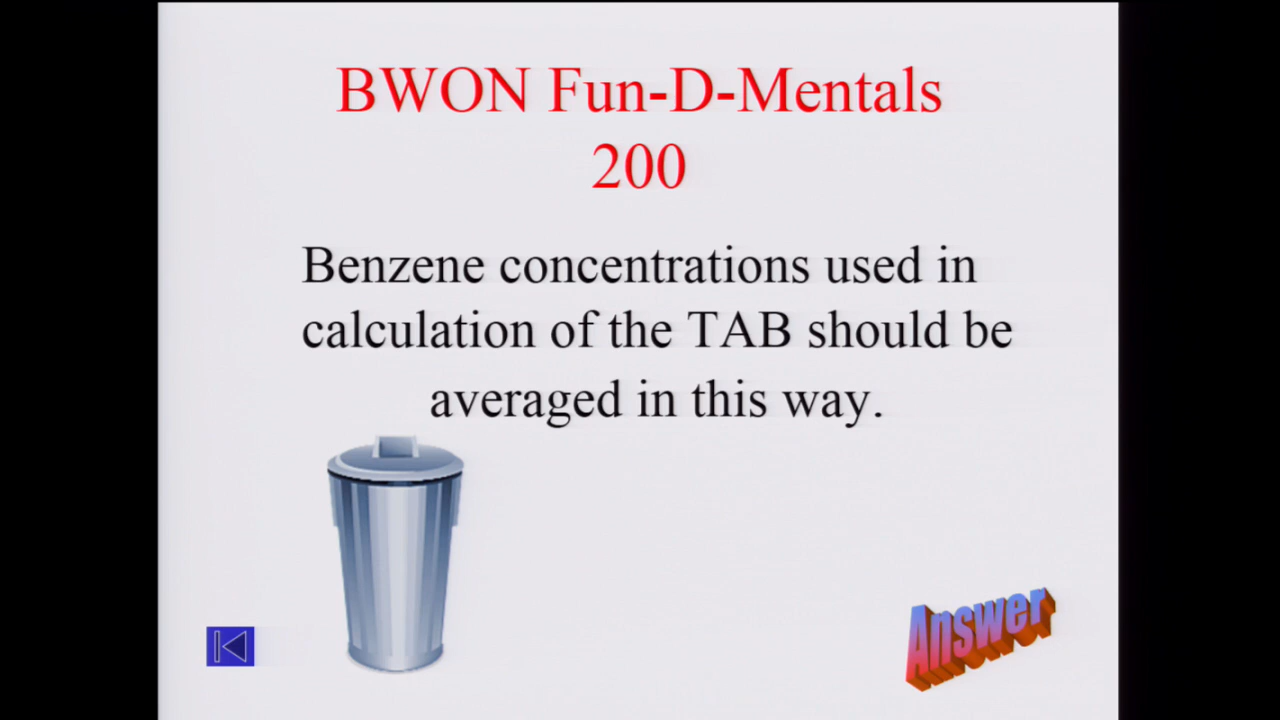 BWON Fun-D-Mentals
200
Benzene concentrations used in
calculation of the TAB should be
averaged in this way.
Answer